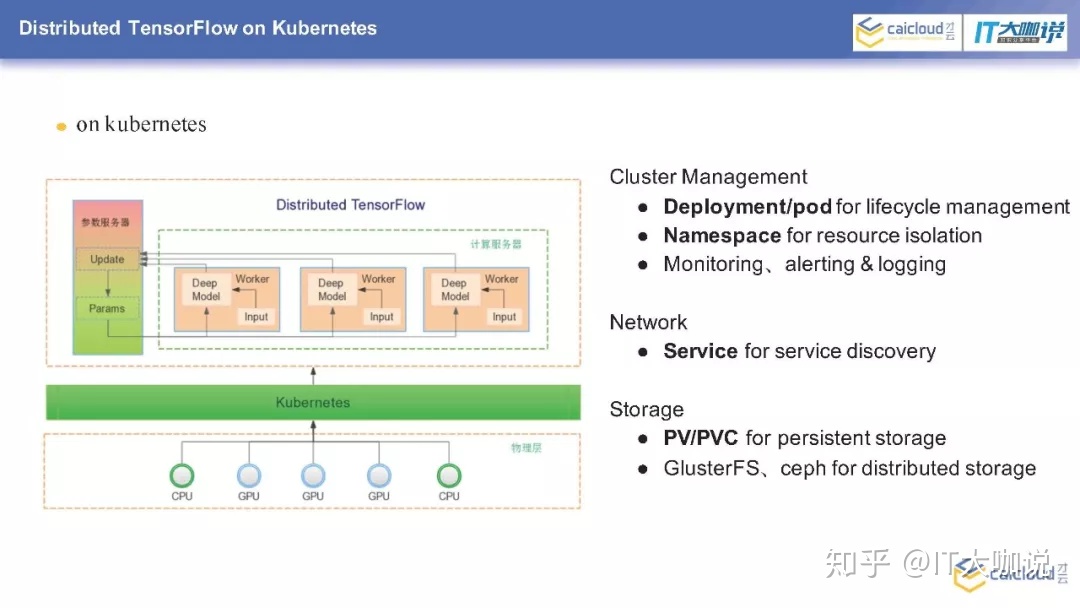 Distributed TensorFlow on Kubernetes
caicloud 才云
IT大咖说
on kubernetes
Distributed TensorFlow
参数服务器
计算服务器
Update
Params
Deep Model
Worker
Input
Deep Model
Worker
Input
Deep Model
Worker
Input
Kubernetes
物理层
CPU
GPU
GPU
GPU
CPU
Cluster Management
● Deployment/pod for lifecycle management
● Namespace for resource isolation
● Monitoring、alerting & logging
Network
● Service for service discovery
Storage
● PV/PVC for persistent storage
● GlusterFS、ceph for distributed storage
知乎 @IT大咖说
caicloud 才云